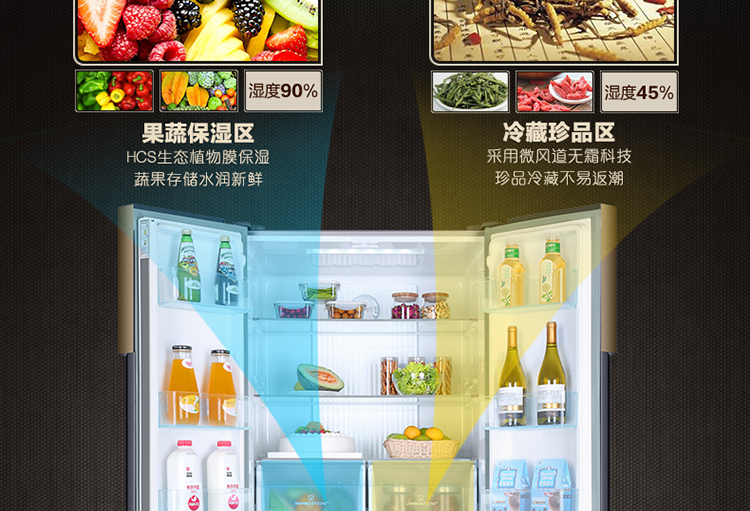 湿度90%
湿度45%
果蔬保湿区
HCS生态植物膜保湿
蔬果存储水润新鲜
冷藏珍品区
采用微风道无霜科技
珍品冷藏不易返潮